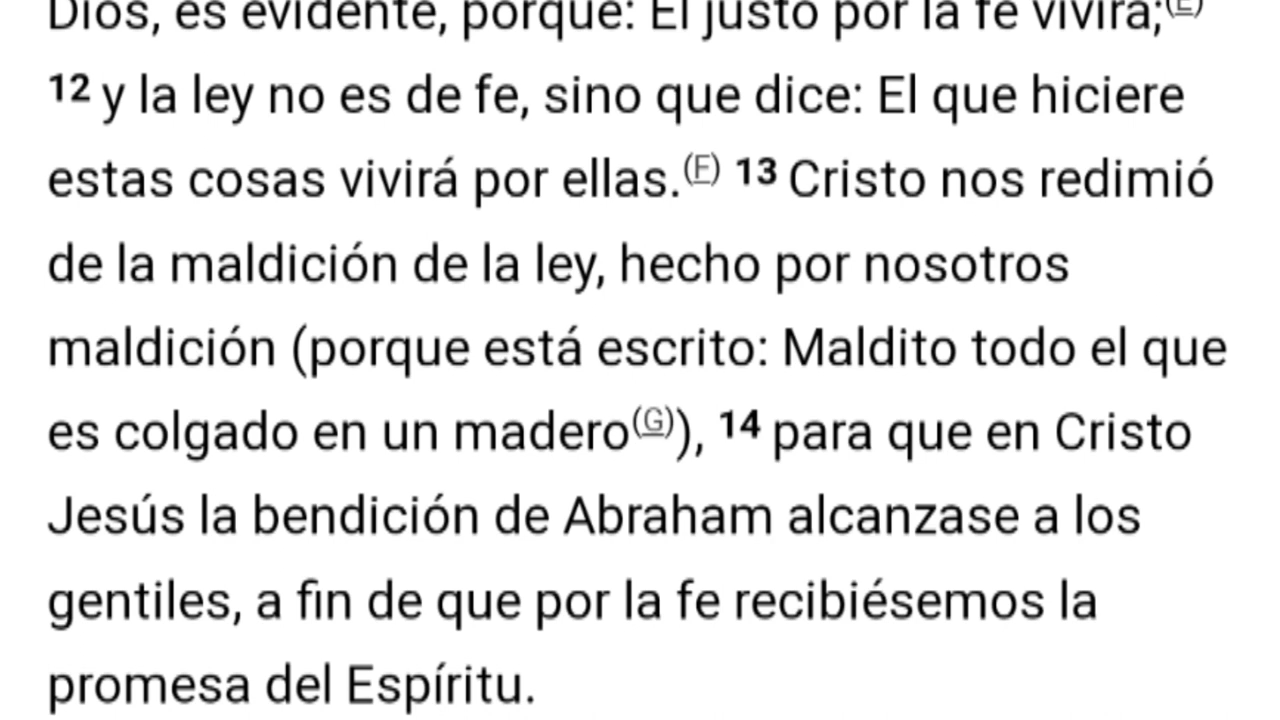 Dios, es evidente, porque: El justo por la fe vivirá;(E)
12 y la ley no es de fe, sino que dice: El que hiciere
estas cosas vivirá por ellas.(F) 13 Cristo nos redimió
de la maldición de la ley, hecho por nosotros
maldición (porque está escrito: Maldito todo el que
es colgado en un madero(G)), 14 para que en Cristo
Jesús la bendición de Abraham alcanzase a los
gentiles, a fin de que por la fe recibiésemos la
promesa del Espíritu.